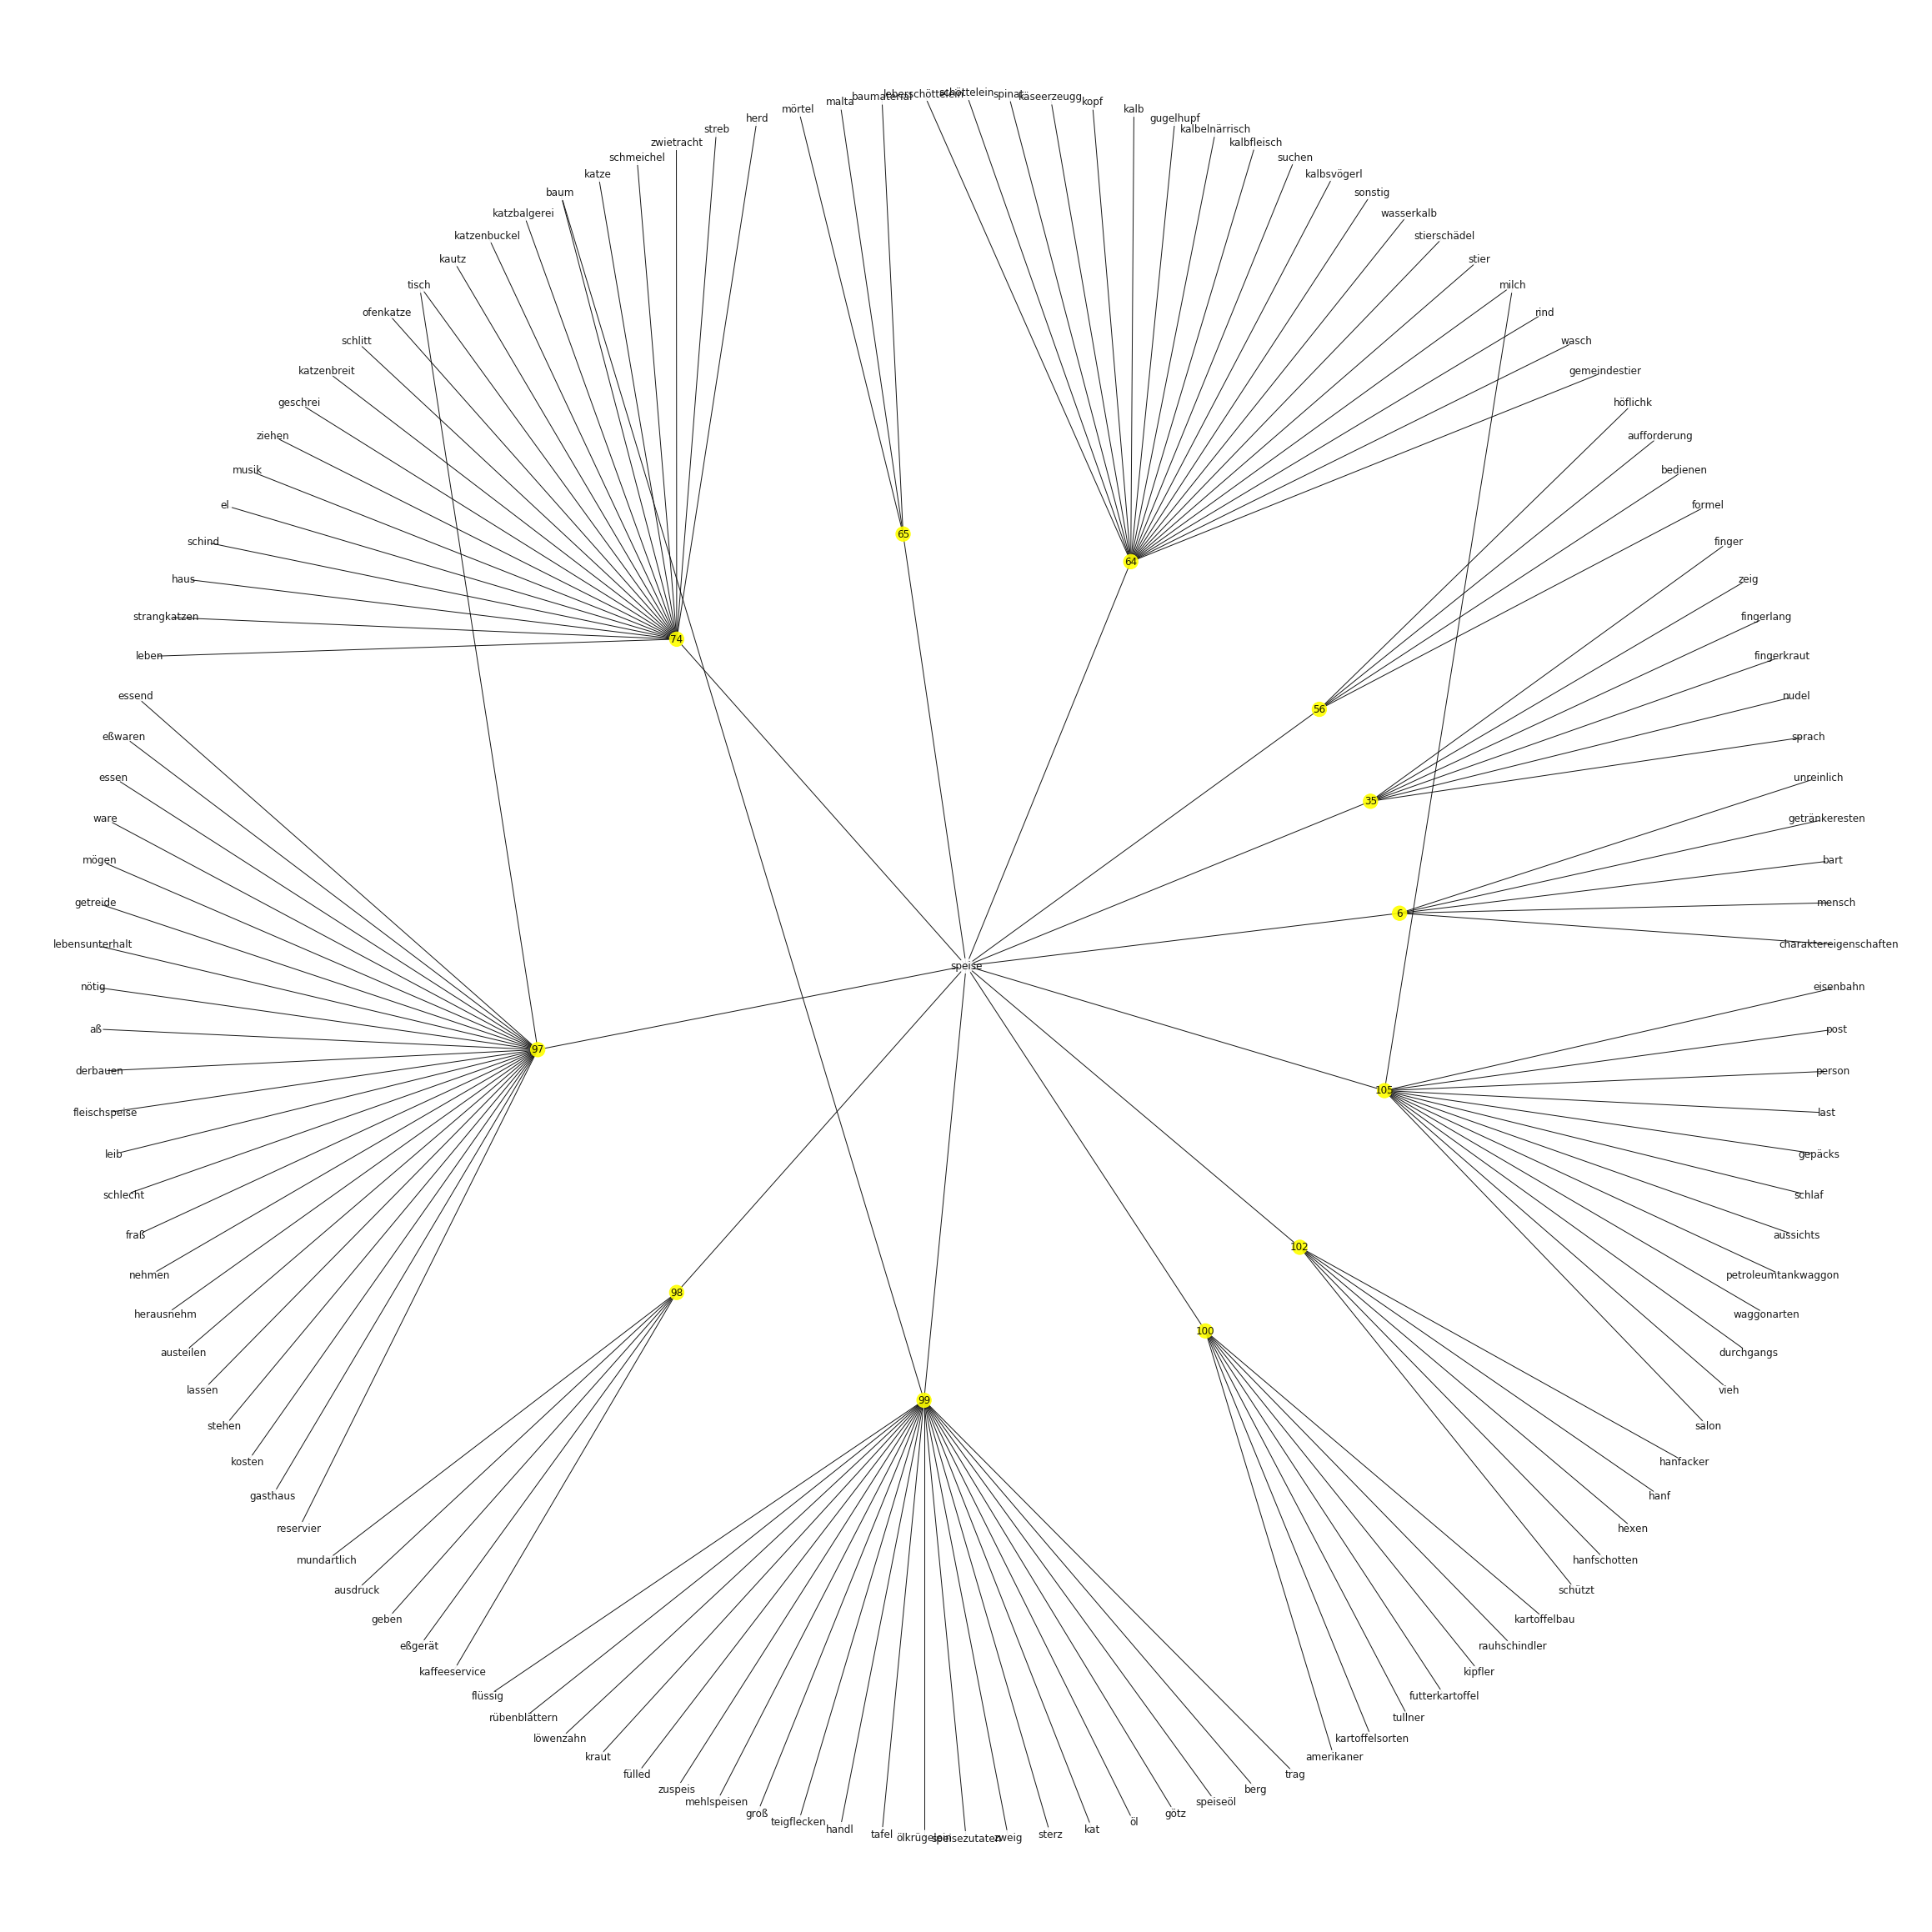 mörtel
malta
baumaterial
leberschöttelein
schöttelein
spinat
käseerzeugg
kopf
kalb
gugelhupf
kalbelnärrisch
kalbfleisch
suchen
kalbsvögerl
sonstig
wasserkalb
stierschädel
stier
milch
rind
wasch
gemeindestier
höflichk
aufforderung
bedienen
formel
finger
zeig
fingerlang
fingerkraut
nudel
sprach
unreinlich
getränkeresten
bart
mensch
charaktereigenschaften
eisenbahn
post
person
last
gepäcks
schlaf
aussichts
petroleumtankwaggon
waggonarten
durchgangs
vieh
salon
hanfacker
hanf
hexen
hanfschotten
schützt
kartoffelbau
rauhschindler
kipfler
futterkartoffel
tullner
kartoffelsorten
amerikaner
trag
berg
speiseöl
götz
öl
kat
sterz
zweig
speisezutaten
ölkrügelein
tafel
handl
teigflecken
groß
mehlspeisen
zuspeis
fülled
kraut
löwenzahn
rübenblättern
flüssig
kaffeeservice
eßgerät
geben
ausdruck
mundartlich
reservier
gasthaus
kosten
stehen
lassen
austeilen
herausnehm
nehmen
fraß
schlecht
leib
fleischspeise
derbauen
aß
nötig
lebensunterhalt
getreide
mögen
ware
essen
eßwaren
essend
leben
strangkatzen
haus
schind
el
musik
ziehen
geschrei
katzenbreit
schlitt
ofenkatze
tisch
kautz
katzenbuckel
katzbalgerei
baum
katze
schmeichel
zwietracht
streb
herd
65
64
74
56
35
6
speise
97
105
102
98
100
99